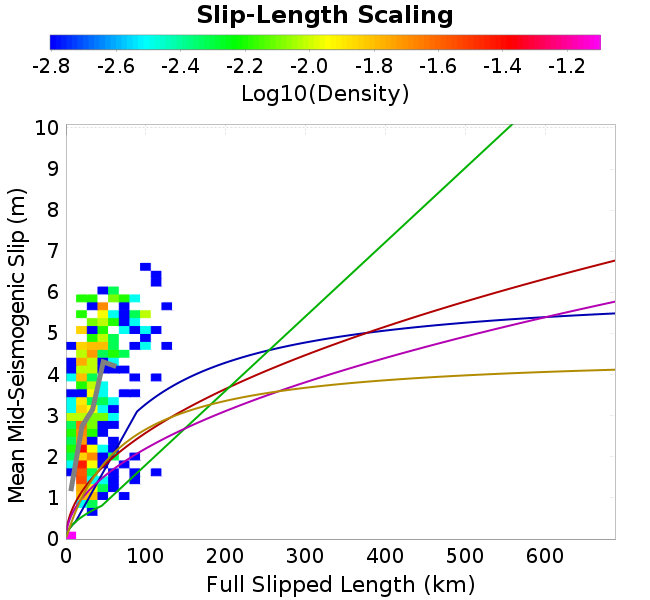 Slip-Length Scaling
-2.8 -2.6 -2.4 -2.2 -2.0 -1.8 -1.6 -1.4 -1.2
Log10(Density)
10
9
8
7
6
5
4
3
2
1
0
Mean Mid-Seismogenic Slip (m)
0 100 200 300 400 500 600
Full Slipped Length (km)